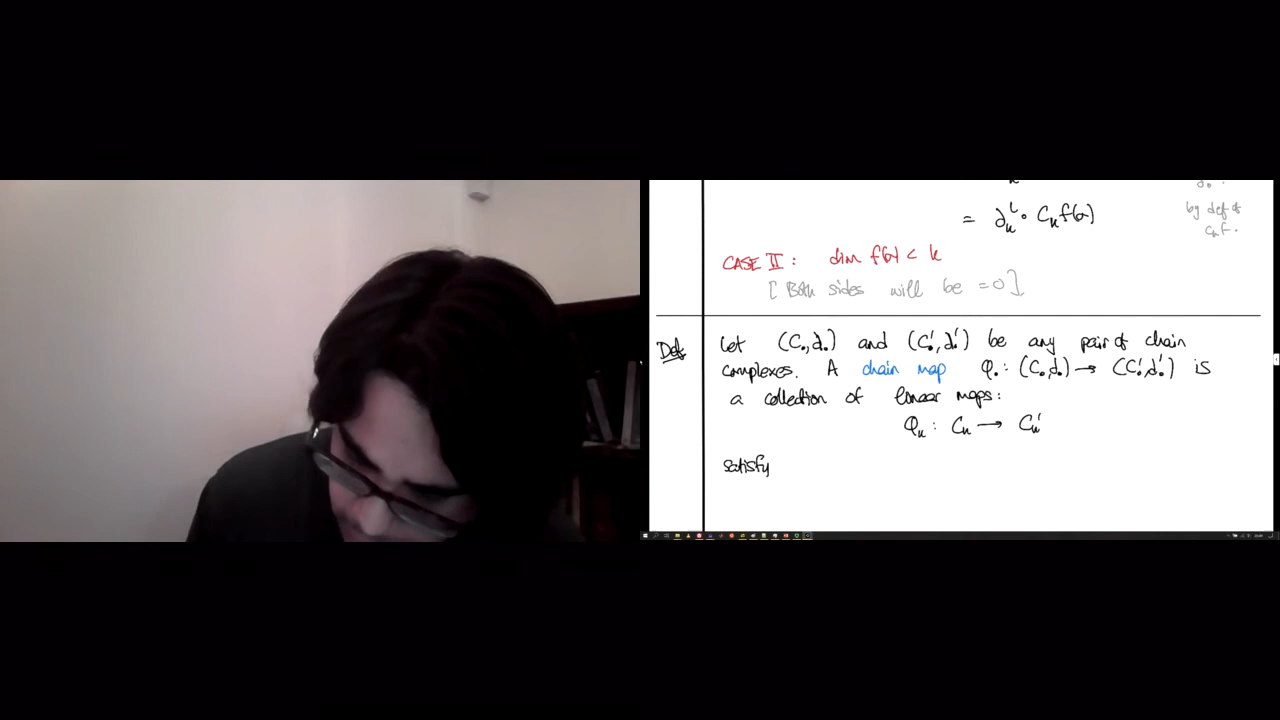 = ∂ₖᴸ ∘ Cₖf(σ)
by def of
Cₖf.
CASE II: dim f(σ) < k
[Both sides will be =0].
Def Let (C•,d•) and (C'•,d'•) be any pair of chain
complexes. A chain map φ•: (C•,d•) → (C'•,d'•) is
a collection of linear maps:
φₖ: Cₖ → C'ₖ
satisfy